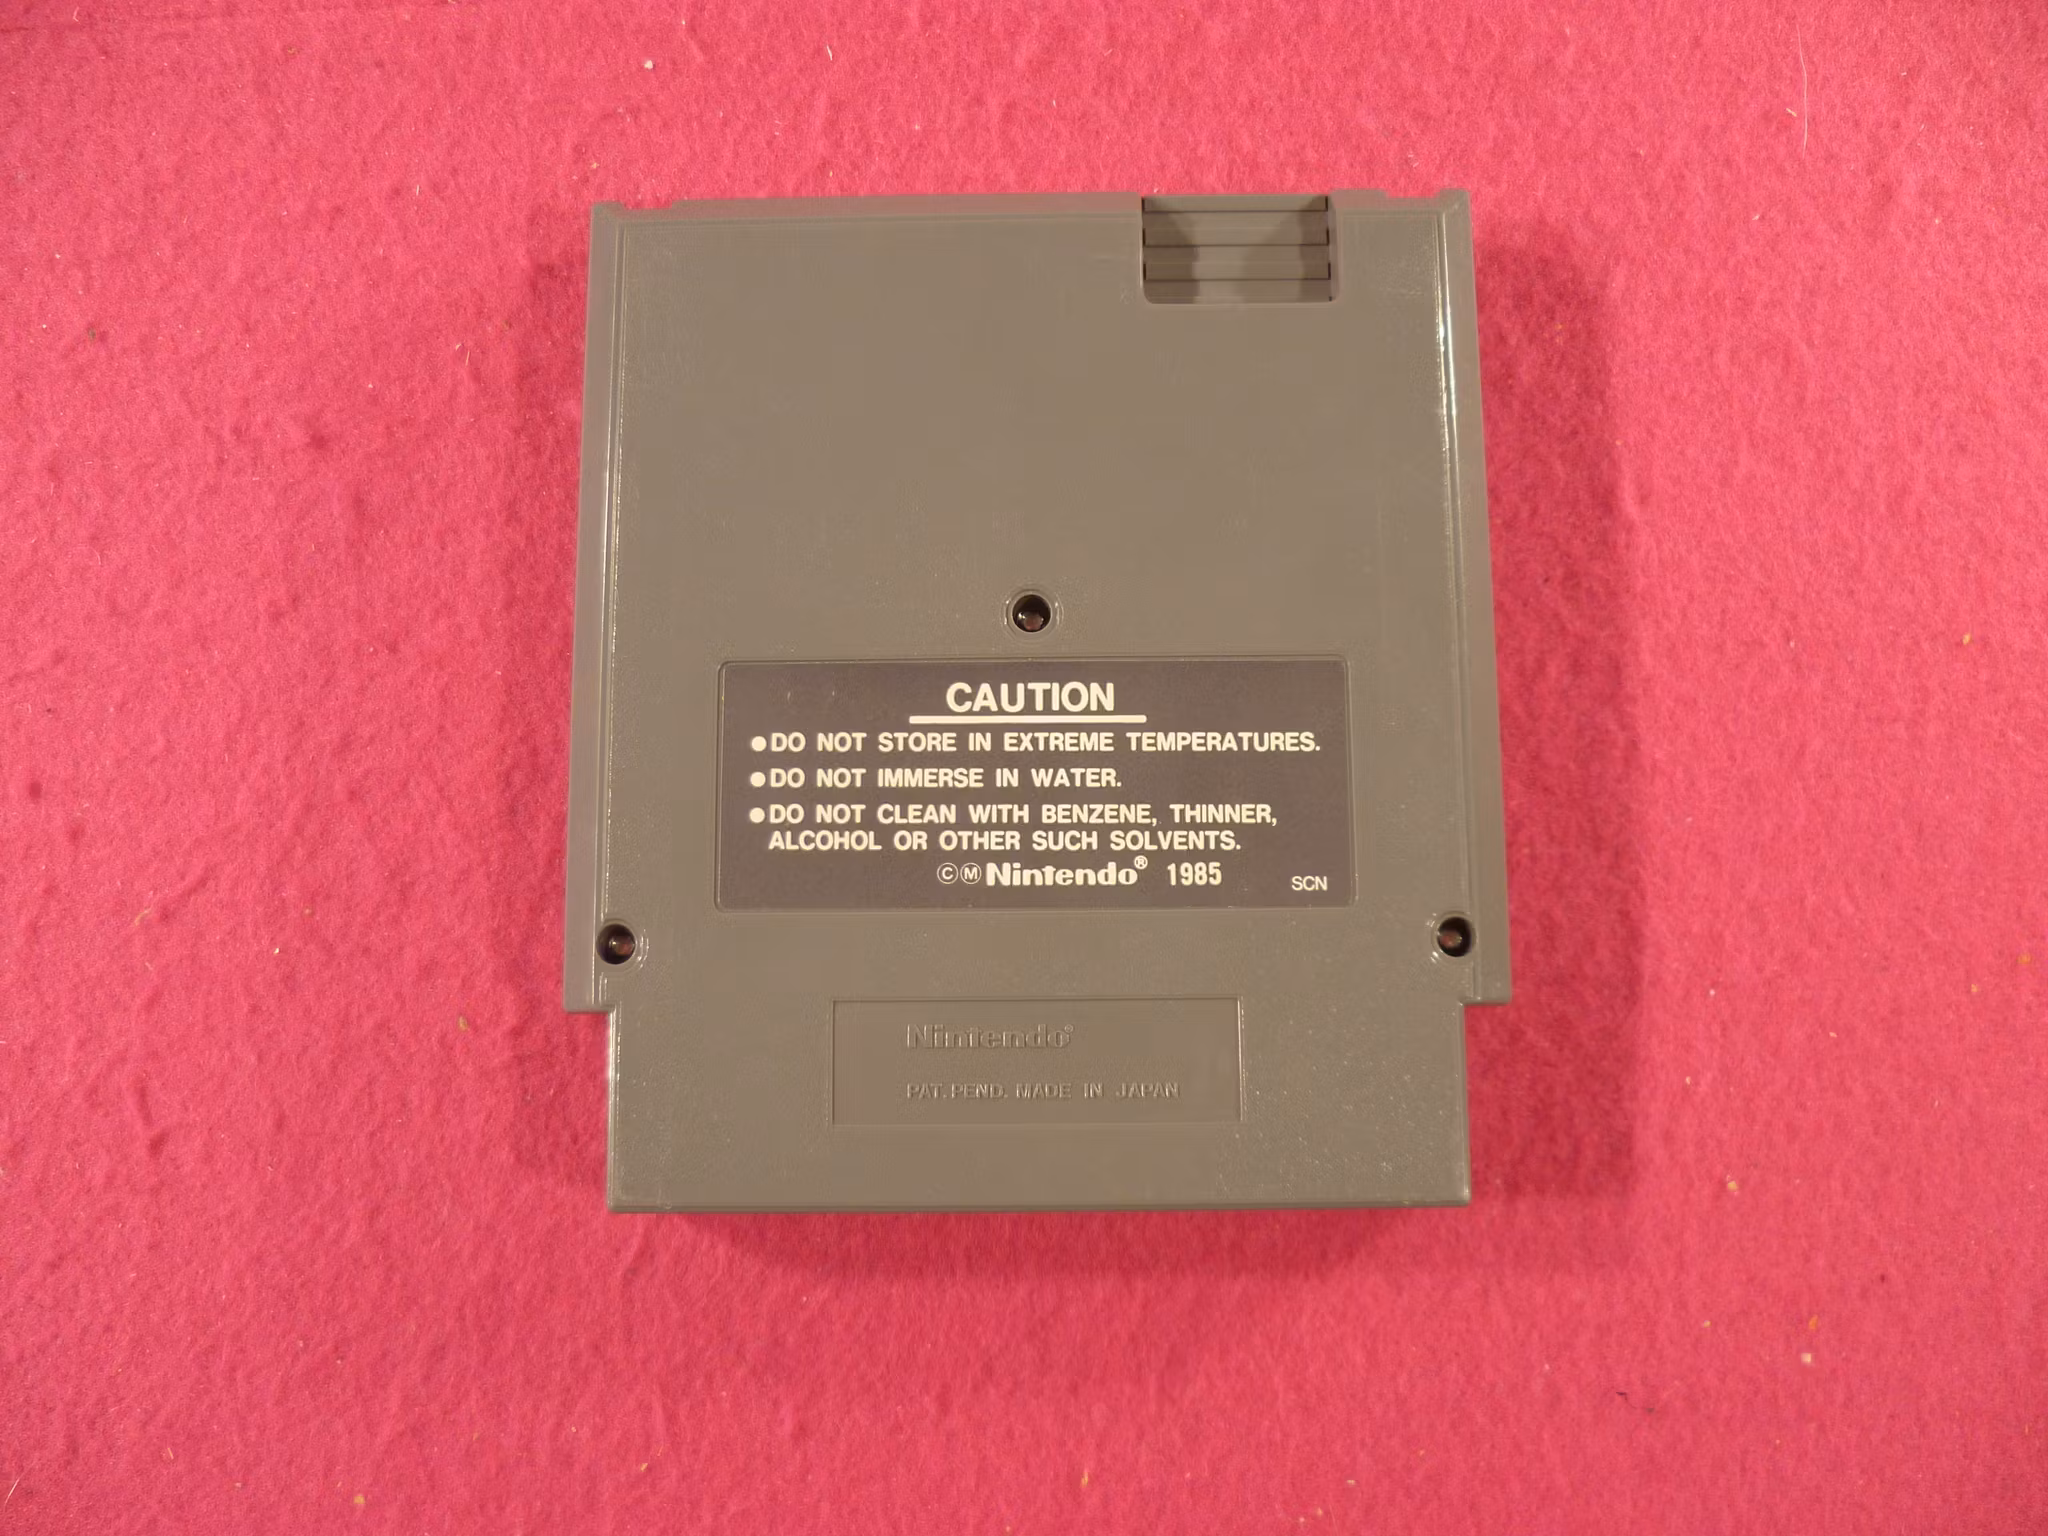 CAUTION
●DO NOT STORE IN EXTREME TEMPERATURES.
●DO NOT IMMERSE IN WATER.
●DO NOT CLEAN WITH BENZENE, THINNER,
ALCOHOL OR OTHER SUCH SOLVENTS.
ⒸⓂNintendo® 1985 SCN
Nintendo®
PAT. PEND. MADE IN JAPAN